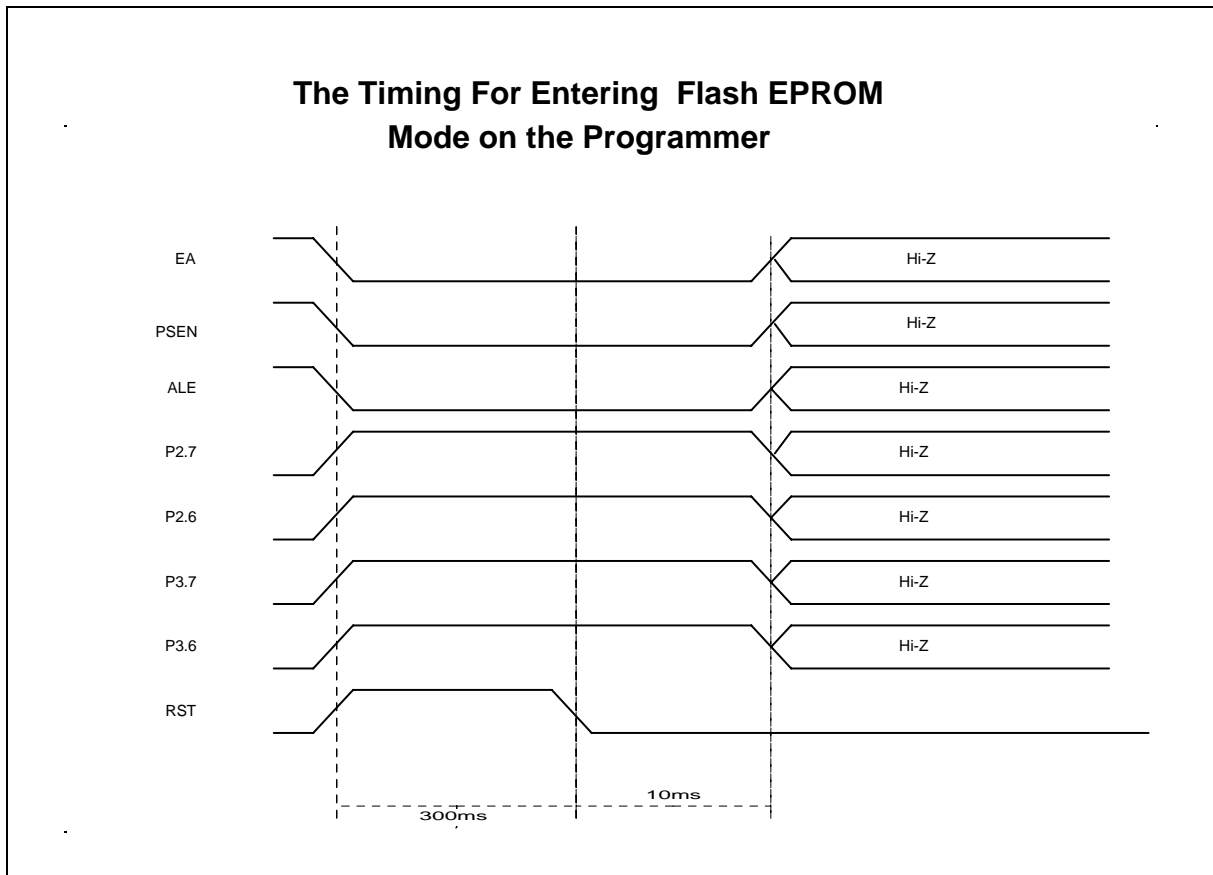 The Timing For Entering Flash EPROM
Mode on the Programmer
EA
Hi-Z
PSEN
Hi-Z
ALE
Hi-Z
P2.7
Hi-Z
P2.6
Hi-Z
P3.7
Hi-Z
P3.6
Hi-Z
RST
10ms
300ms